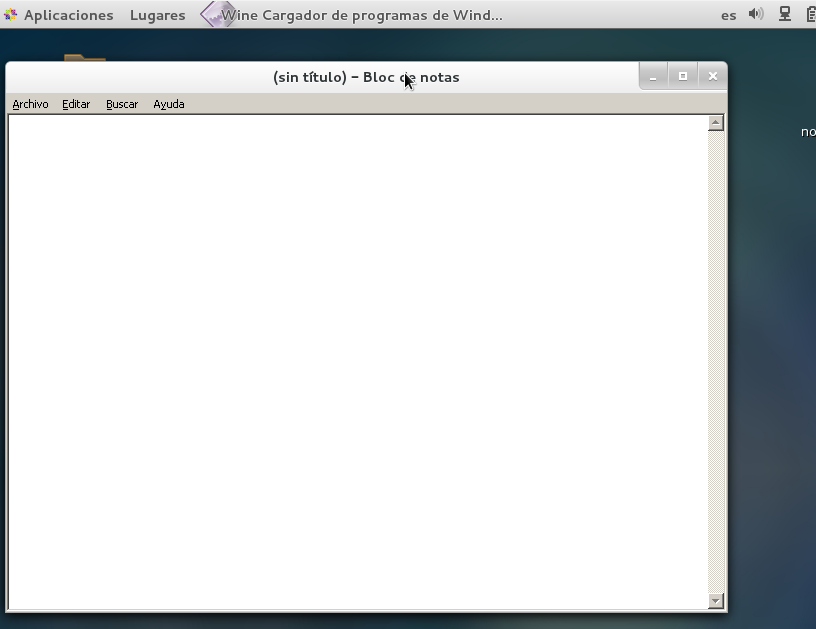 Aplicaciones Lugares Wine Cargador de programas de Wind... es
(sin título) - Bloc de notas
Archivo Editar Buscar Ayuda
no